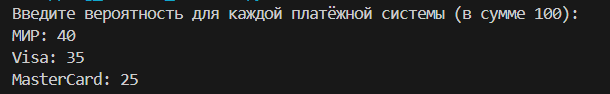 Введите вероятность для каждой платёжной системы (в сумме 100):
МИР: 40
Visa: 35
MasterCard: 25